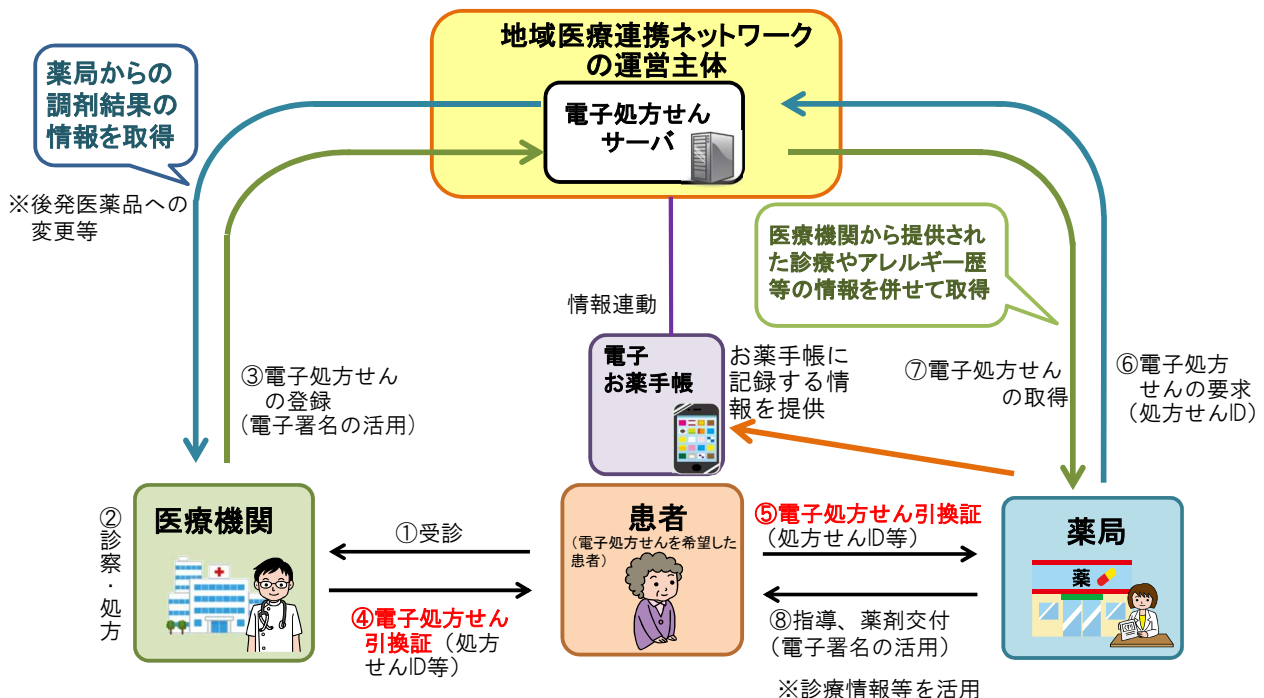 地域医療連携ネットワーク
の運営主体
電子処方せん
サーバ
薬局からの
調剤結果の
情報を取得
※後発医薬品への
変更等
医療機関から提供され
た診療やアレルギー歴
等の情報を併せて取得
情報連動
電子
お薬手帳
お薬手帳に
記録する情
報を提供
③電子処方せん
の登録
（電子署名の活用）
⑦電子処方せん
の取得
⑥電子処方
せんの要求
（処方せんID）
②診察・処方
医療機関
①受診
④電子処方せん
引換証（処方
せんID等）
患者
（電子処方せんを希望した
患者）
⑤電子処方せん引換証
（処方せんID等）
⑧指導、薬剤交付
（電子署名の活用）
※診療情報等を活用
薬局
薬